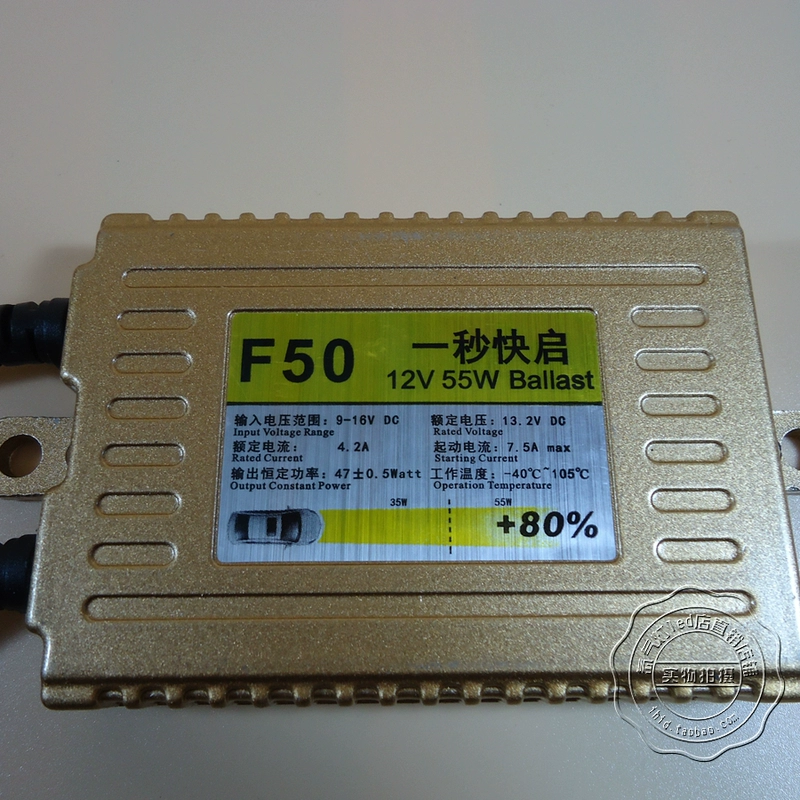 F50
一秒快启
12V 55W Ballast
输入电压范围: 9-16V DC
Input Voltage Range
额定电压: 13.2V DC
Rated Voltage
额定电流: 4.2A
Rated Current
起动电流: 7.5A max
Starting Current
输出恒定功率: 47±0.5Watt
Output Constant Power
工作温度: -40℃~105℃
Operation Temperature
35W 55W
+80%
实物拍摄